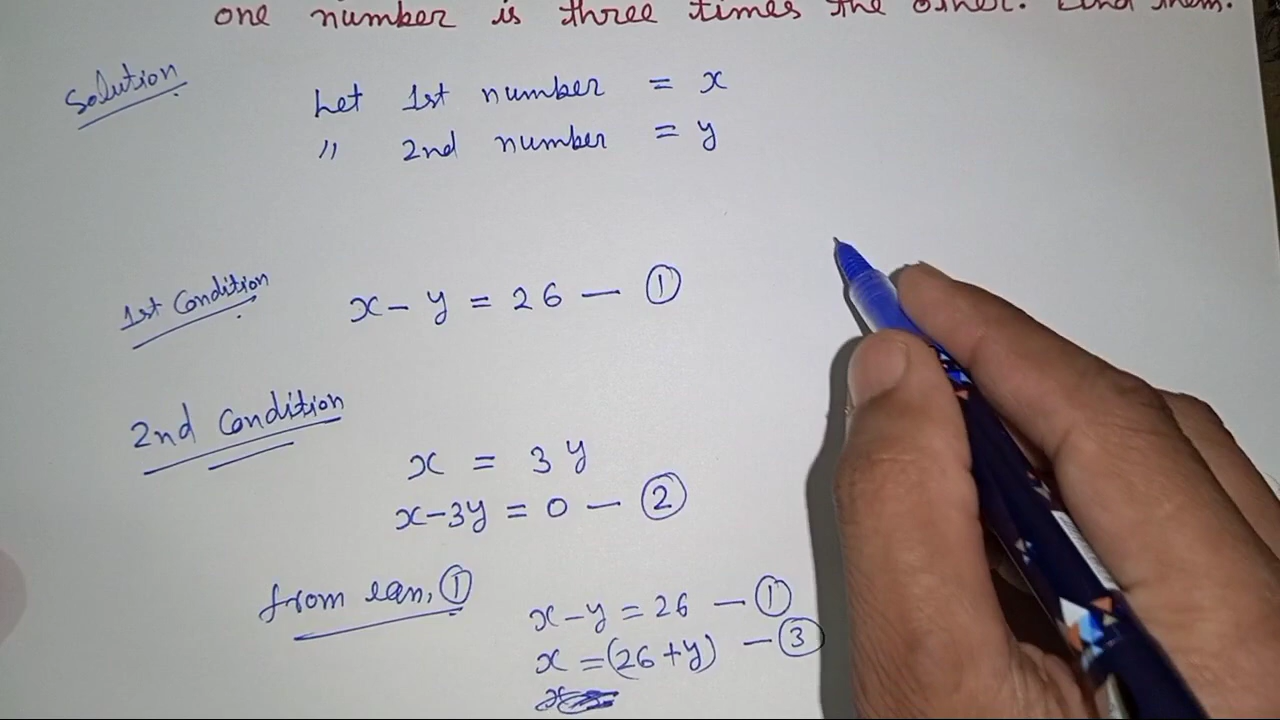 one number is three times the other. Find them.
Solution
Let 1st number = x
〃 2nd number = y
1st Condition
x - y = 26 — ①
2nd Condition
x = 3y
x - 3y = 0 — ②
from eqn, ①
x - y = 26 — ①
x = (26 + y) — ③